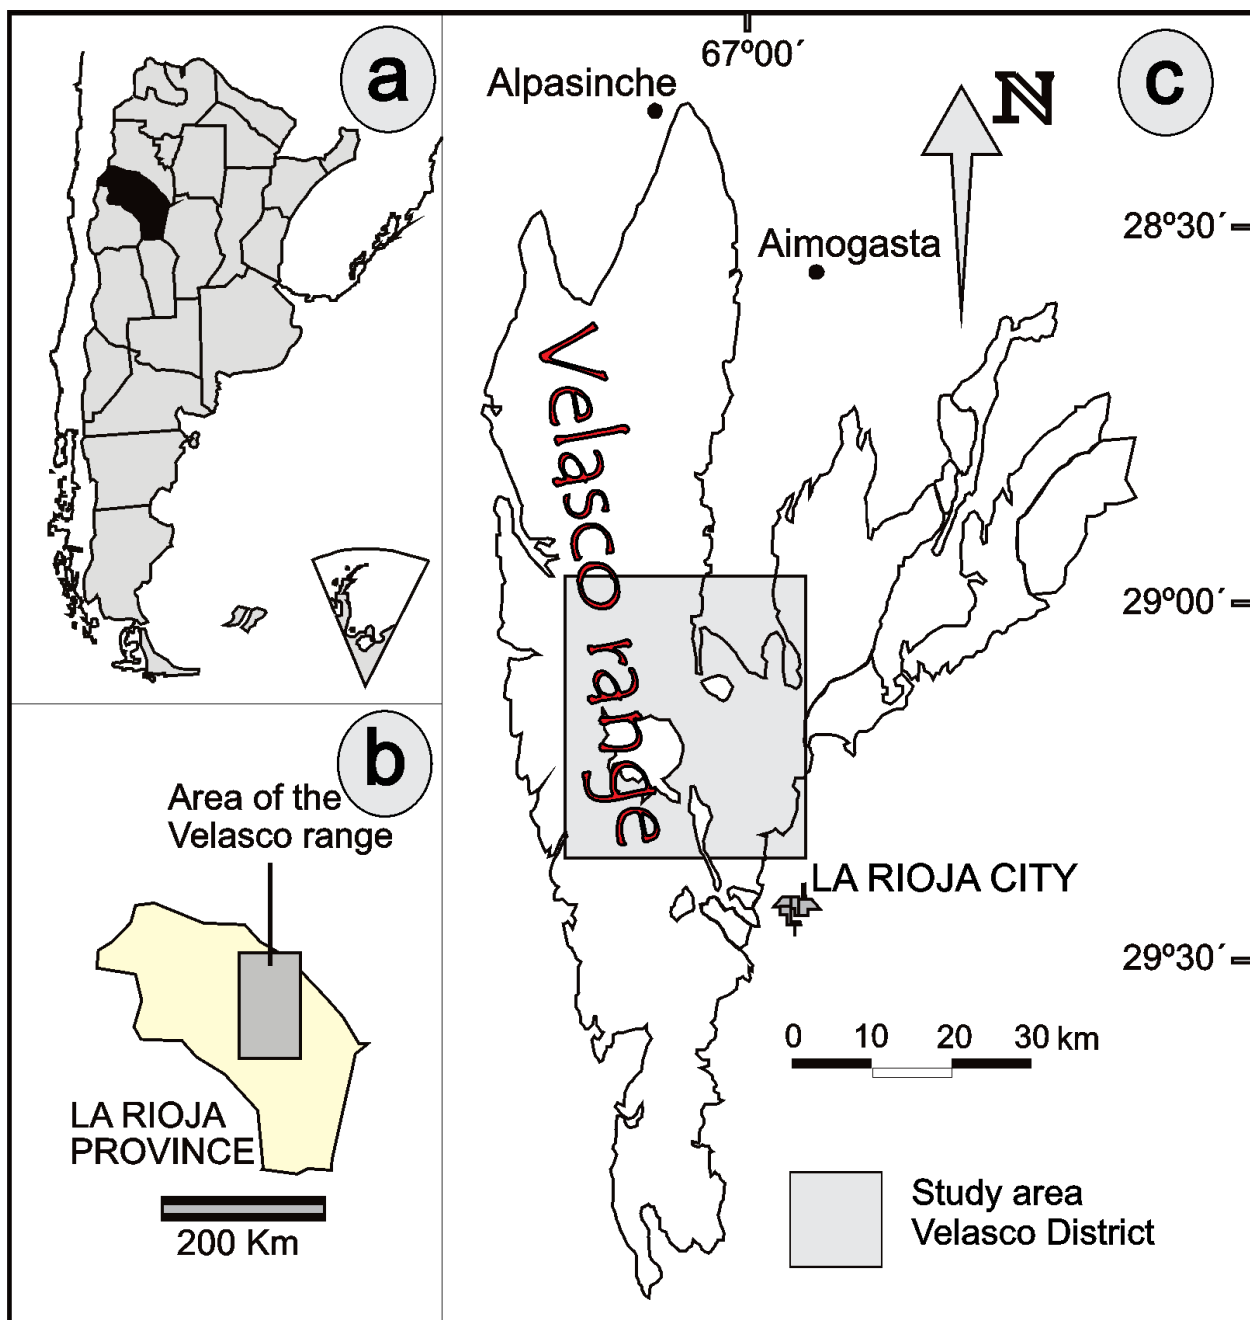 a
b
Area of the
Velasco range
LA RIOJA
PROVINCE
200 Km
c
67º00´
Alpasinche
N
28º30´
Aimogasta
Velasco range
29º00´
LA RIOJA CITY
29º30´
0 10 20 30 km
Study area
Velasco District